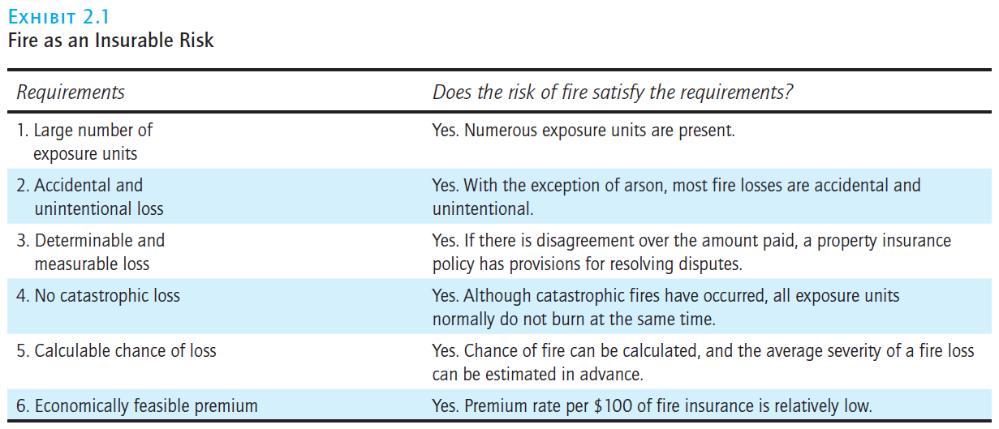 EXHIBIT 2.1
Fire as an Insurable Risk
Requirements
Does the risk of fire satisfy the requirements?
1. Large number of
exposure units
Yes. Numerous exposure units are present.
2. Accidental and
unintentional loss
Yes. With the exception of arson, most fire losses are accidental and
unintentional.
3. Determinable and
measurable loss
Yes. If there is disagreement over the amount paid, a property insurance
policy has provisions for resolving disputes.
4. No catastrophic loss
Yes. Although catastrophic fires have occurred, all exposure units
normally do not burn at the same time.
5. Calculable chance of loss
Yes. Chance of fire can be calculated, and the average severity of a fire loss
can be estimated in advance.
6. Economically feasible premium
Yes. Premium rate per $100 of fire insurance is relatively low.